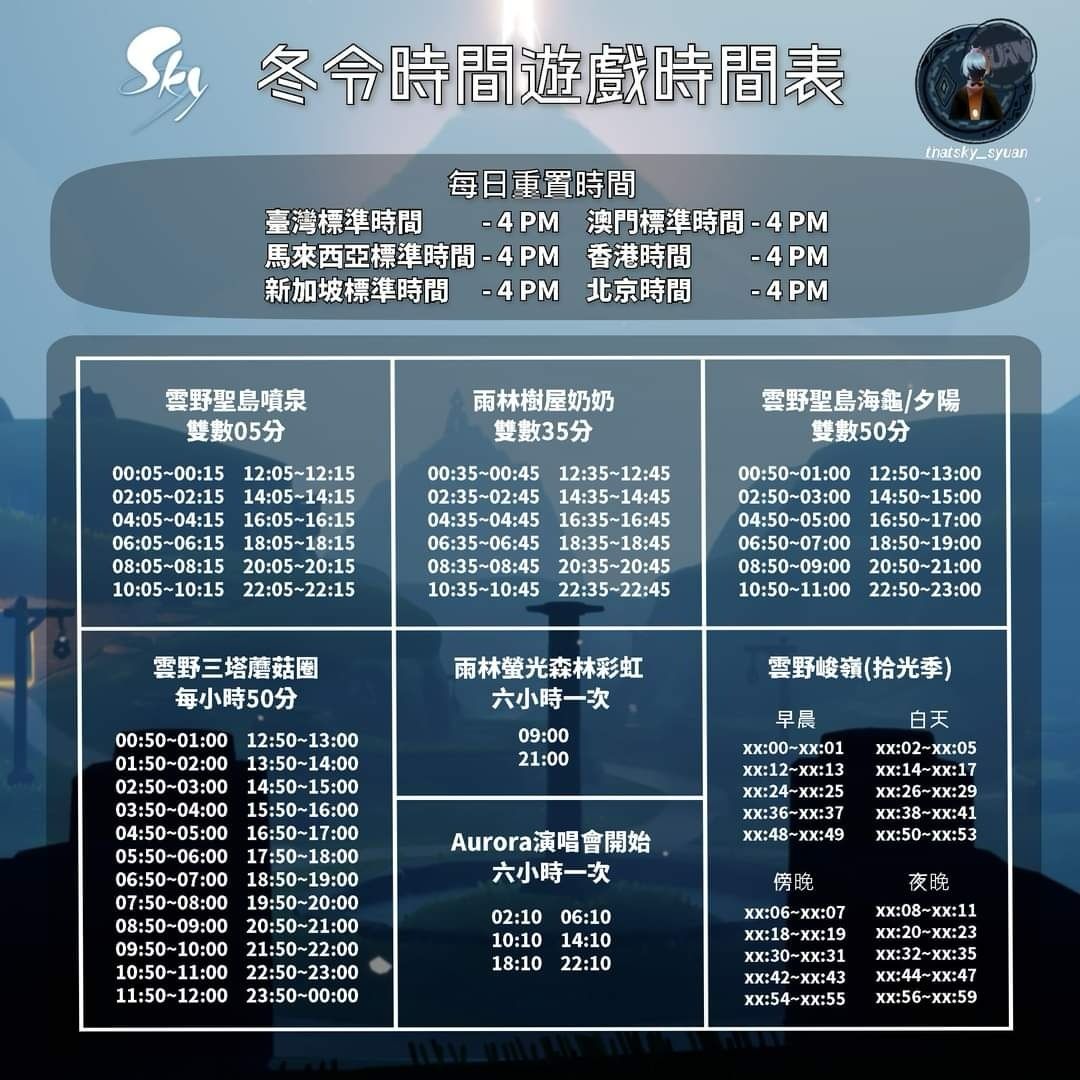 Sky 冬令時間遊戲時間表
thatsky_syuan
每日重置時間
臺灣標準時間 - 4 PM 澳門標準時間 - 4 PM
馬來西亞標準時間 - 4 PM 香港時間 - 4 PM
新加坡標準時間 - 4 PM 北京時間 - 4 PM
雲野聖島噴泉
雙數05分
00:05~00:15 12:05~12:15
02:05~02:15 14:05~14:15
04:05~04:15 16:05~16:15
06:05~06:15 18:05~18:15
08:05~08:15 20:05~20:15
10:05~10:15 22:05~22:15
雨林樹屋奶奶
雙數35分
00:35~00:45 12:35~12:45
02:35~02:45 14:35~14:45
04:35~04:45 16:35~16:45
06:35~06:45 18:35~18:45
08:35~08:45 20:35~20:45
10:35~10:45 22:35~22:45
雲野聖島海龜/夕陽
雙數50分
00:50~01:00 12:50~13:00
02:50~03:00 14:50~15:00
04:50~05:00 16:50~17:00
06:50~07:00 18:50~19:00
08:50~09:00 20:50~21:00
10:50~11:00 22:50~23:00
雲野三塔蘑菇圈
每小時50分
00:50~01:00 12:50~13:00
01:50~02:00 13:50~14:00
02:50~03:00 14:50~15:00
03:50~04:00 15:50~16:00
04:50~05:00 16:50~17:00
05:50~06:00 17:50~18:00
06:50~07:00 18:50~19:00
07:50~08:00 19:50~20:00
08:50~09:00 20:50~21:00
09:50~10:00 21:50~22:00
10:50~11:00 22:50~23:00
11:50~12:00 23:50~00:00
雨林螢光森林彩虹
六小時一次
09:00
21:00
Aurora演唱會開始
六小時一次
02:10 06:10
10:10 14:10
18:10 22:10
雲野峻嶺(拾光季)
早晨 白天
xx:00~xx:01 xx:02~xx:05
xx:12~xx:13 xx:14~xx:17
xx:24~xx:25 xx:26~xx:29
xx:36~xx:37 xx:38~xx:41
xx:48~xx:49 xx:50~xx:53
傍晚 夜晚
xx:06~xx:07 xx:08~xx:11
xx:18~xx:19 xx:20~xx:23
xx:30~xx:31 xx:32~xx:35
xx:42~xx:43 xx:44~xx:47
xx:54~xx:55 xx:56~xx:59